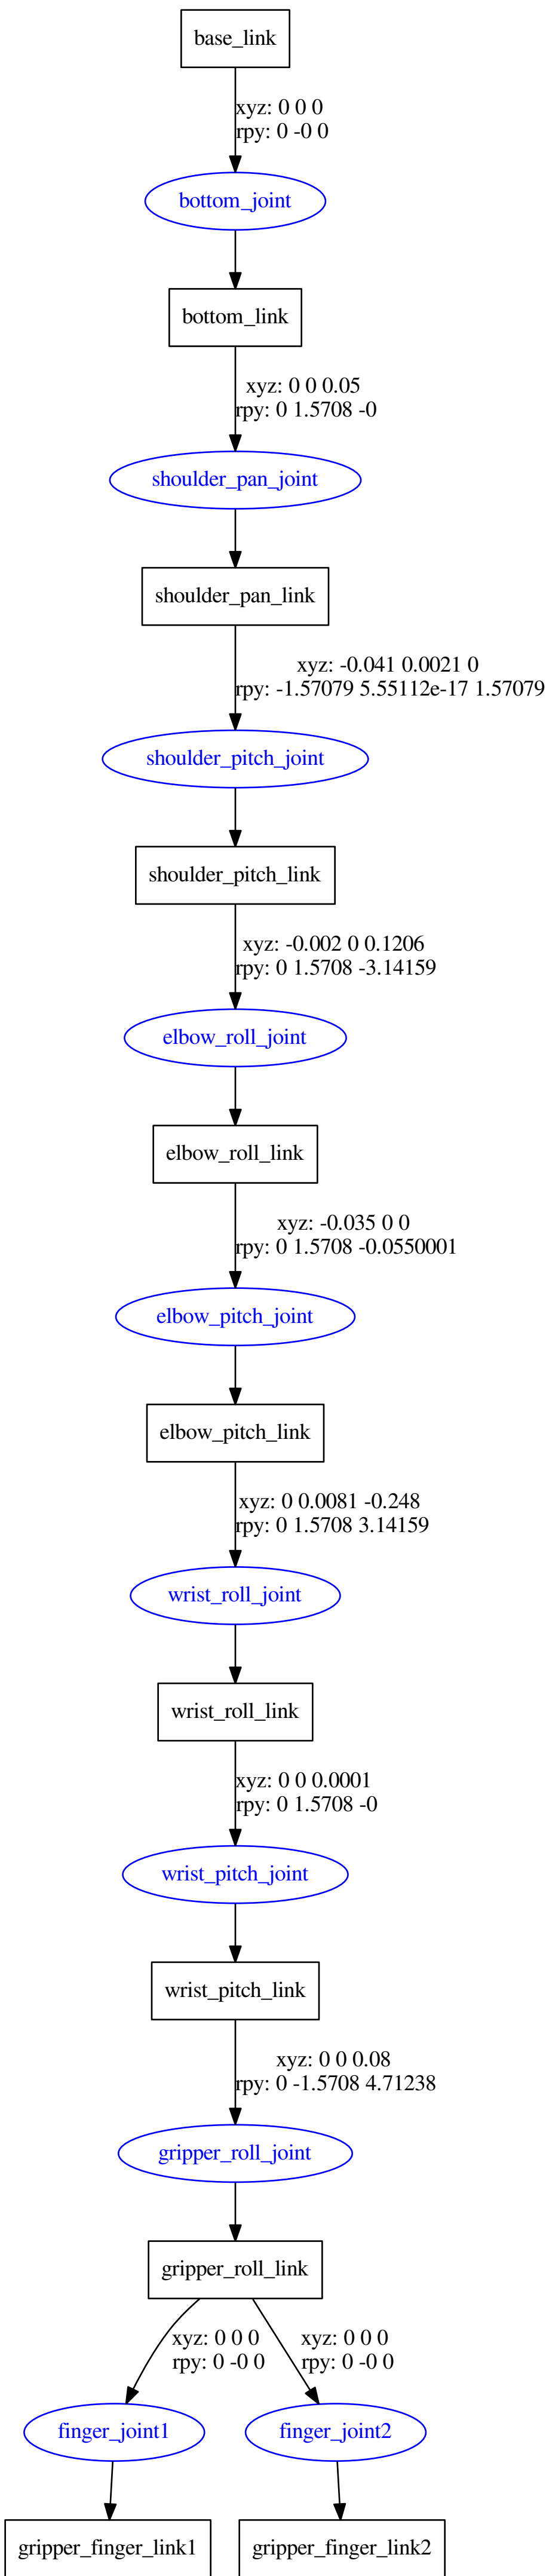 base_link
xyz: 0 0 0
rpy: 0 -0 0
bottom_joint
bottom_link
xyz: 0 0 0.05
rpy: 0 1.5708 -0
shoulder_pan_joint
shoulder_pan_link
xyz: -0.041 0.0021 0
rpy: -1.57079 5.55112e-17 1.57079
shoulder_pitch_joint
shoulder_pitch_link
xyz: -0.002 0 0.1206
rpy: 0 1.5708 -3.14159
elbow_roll_joint
elbow_roll_link
xyz: -0.035 0 0
rpy: 0 1.5708 -0.0550001
elbow_pitch_joint
elbow_pitch_link
xyz: 0 0.0081 -0.248
rpy: 0 1.5708 3.14159
wrist_roll_joint
wrist_roll_link
xyz: 0 0 0.0001
rpy: 0 1.5708 -0
wrist_pitch_joint
wrist_pitch_link
xyz: 0 0 0.08
rpy: 0 -1.5708 4.71238
gripper_roll_joint
gripper_roll_link
xyz: 0 0 0
rpy: 0 -0 0
xyz: 0 0 0
rpy: 0 -0 0
finger_joint1
finger_joint2
gripper_finger_link1
gripper_finger_link2